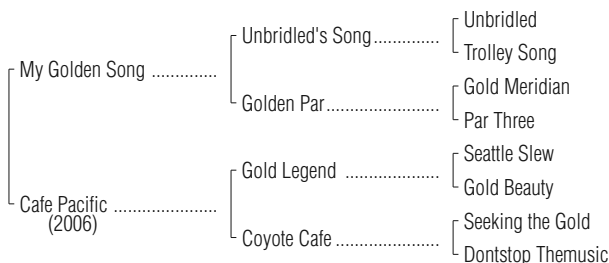 Unbridled
Unbridled's Song..............
Trolley Song
My Golden Song .............
Gold Meridian
Golden Par........................
Par Three
Seattle Slew
Gold Legend ....................
Gold Beauty
Cafe Pacific .....................
(2006)
Seeking the Gold
Coyote Cafe ......................
Dontstop Themusic